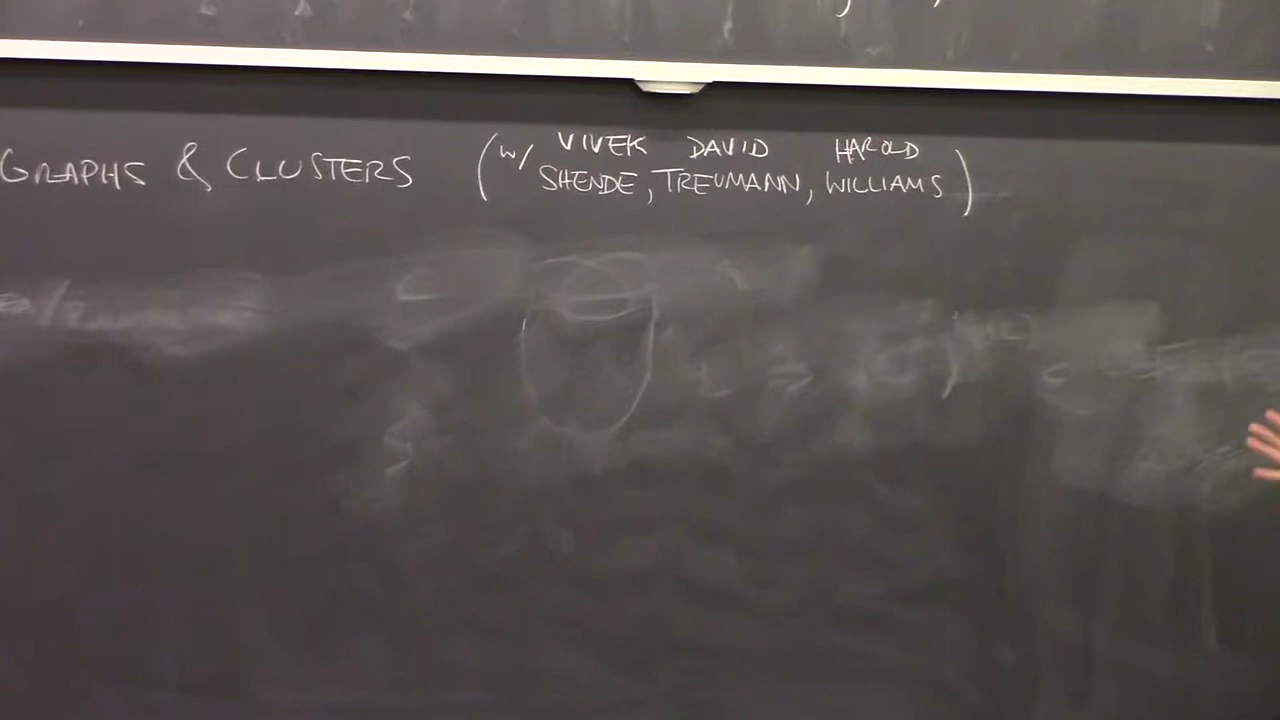 GRAPHS & CLUSTERS (w/ VIVEK SHENDE, DAVID TREUMANN, HAROLD WILLIAMS)